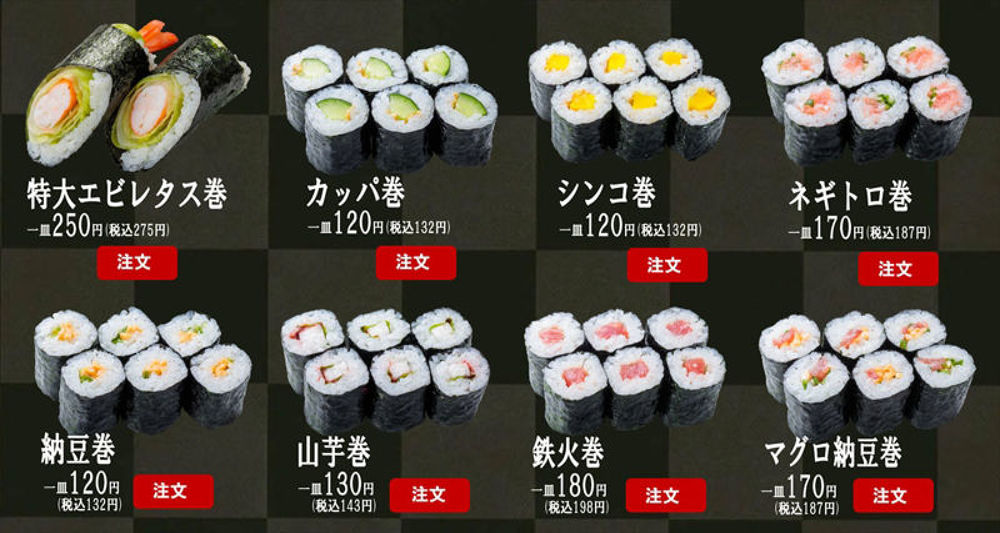 特大エビレタス巻
一皿250円(税込275円)
注文
カッパ巻
一皿120円(税込132円)
注文
シンコ巻
一皿120円(税込132円)
注文
ネギトロ巻
一皿170円(税込187円)
注文
納豆巻
一皿120円
(税込132円)
注文
山芋巻
一皿130円
(税込143円)
注文
鉄火巻
一皿180円
(税込198円)
注文
マグロ納豆巻
一皿170円
(税込187円)
注文